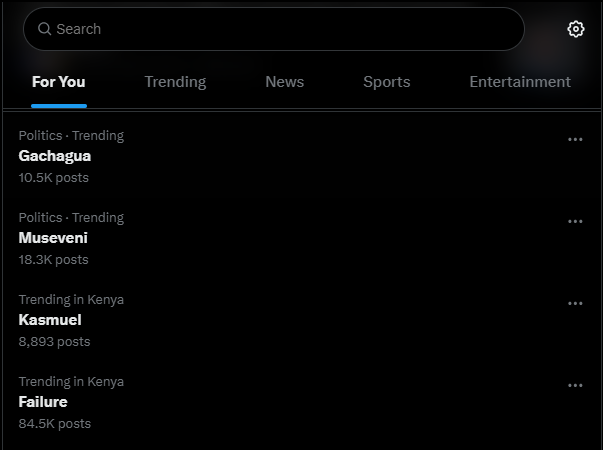 Search
For You Trending News Sports Entertainment
Politics · Trending
Gachagua
10.5K posts
Politics · Trending
Museveni
18.3K posts
Trending in Kenya
Kasmuel
8,893 posts
Trending in Kenya
Failure
84.5K posts